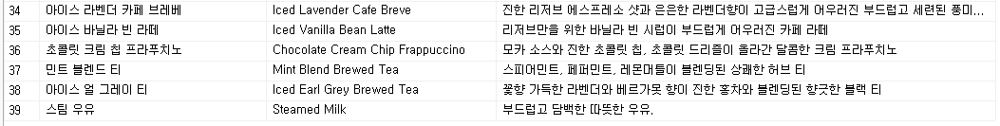 34 아이스 라벤더 카페 브레베 Iced Lavender Cafe Breve 진한 리저브 에스프레소 샷과 은은한 라벤더향이 고급스럽게 어우러진 부드럽고 세련된 풍미...
35 아이스 바닐라 빈 라떼 Iced Vanilla Bean Latte 리저브만을 위한 바닐라 빈 시럽이 부드럽게 어우러진 카페 라떼
36 초콜릿 크림 칩 프라푸치노 Chocolate Cream Chip Frappuccino 모카 소스와 진한 초콜릿 칩, 초콜릿 드리즐이 올라간 달콤한 크림 프라푸치노
37 민트 블렌드 티 Mint Blend Brewed Tea 스피어민트, 페퍼민트, 레몬머틀이 블렌딩된 상쾌한 허브 티
38 아이스 얼 그레이 티 Iced Earl Grey Brewed Tea 꽃향 가득한 라벤더와 베르가못 향이 진한 홍차와 블렌딩된 향긋한 블랙 티
39 스팀 우유 Steamed Milk 부드럽고 담백한 따뜻한 우유.